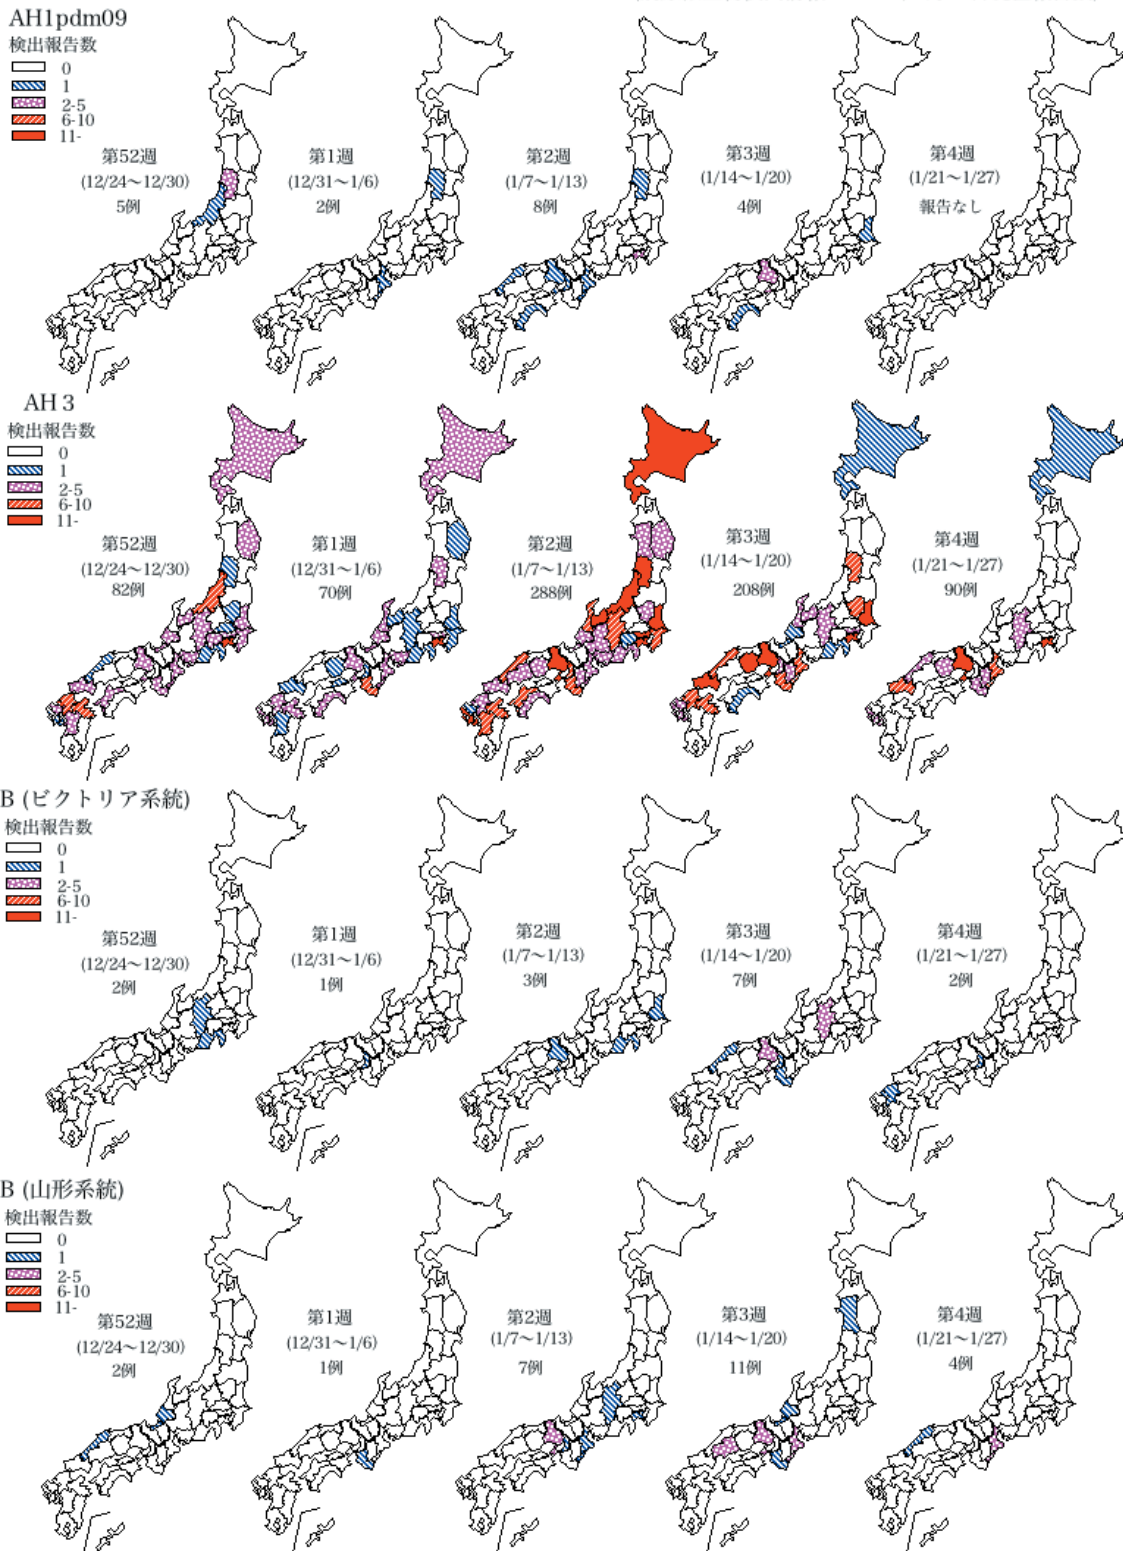 AH1pdm09
検出報告数
0
1
2-5
6-10
11-
第52週
(12/24〜12/30)
5例
第1週
(12/31〜1/6)
2例
第2週
(1/7〜1/13)
8例
第3週
(1/14〜1/20)
4例
第4週
(1/21〜1/27)
報告なし
AH 3
検出報告数
0
1
2-5
6-10
11-
第52週
(12/24〜12/30)
82例
第1週
(12/31〜1/6)
70例
第2週
(1/7〜1/13)
288例
第3週
(1/14〜1/20)
208例
第4週
(1/21〜1/27)
90例
B (ビクトリア系統)
検出報告数
0
1
2-5
6-10
11-
第52週
(12/24〜12/30)
2例
第1週
(12/31〜1/6)
1例
第2週
(1/7〜1/13)
3例
第3週
(1/14〜1/20)
7例
第4週
(1/21〜1/27)
2例
B (山形系統)
検出報告数
0
1
2-5
6-10
11-
第52週
(12/24〜12/30)
2例
第1週
(12/31〜1/6)
1例
第2週
(1/7〜1/13)
7例
第3週
(1/14〜1/20)
11例
第4週
(1/21〜1/27)
4例